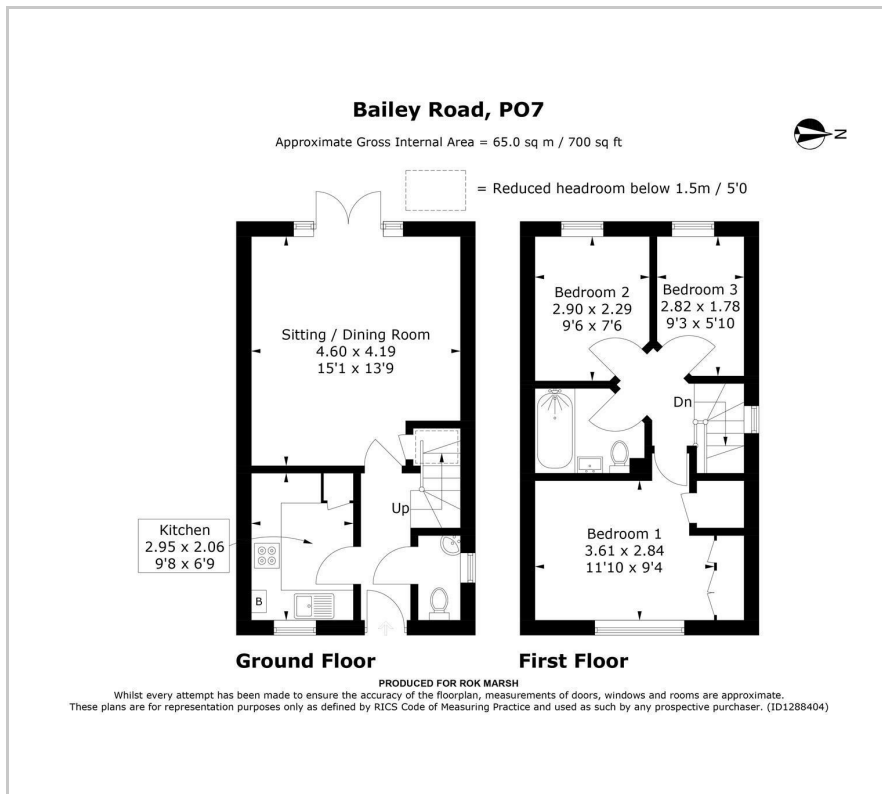 Bailey Road, PO7
Approximate Gross Internal Area = 65.0 sq m / 700 sq ft
N
= Reduced headroom below 1.5m / 5'0
Sitting / Dining Room
4.60 x 4.19
15'1 x 13'9
Up
Kitchen
2.95 x 2.06
9'8 x 6'9
B
Ground Floor
Bedroom 2
2.90 x 2.29
9'6 x 7'6
Bedroom 3
2.82 x 1.78
9'3 x 5'10
Dn
Bedroom 1
3.61 x 2.84
11'10 x 9'4
First Floor
PRODUCED FOR ROK MARSH
Whilst every attempt has been made to ensure the accuracy of the floorplan, measurements of doors, windows and rooms are approximate.
These plans are for representation purposes only as defined by RICS Code of Measuring Practice and used as such by any prospective purchaser. (ID1288404)